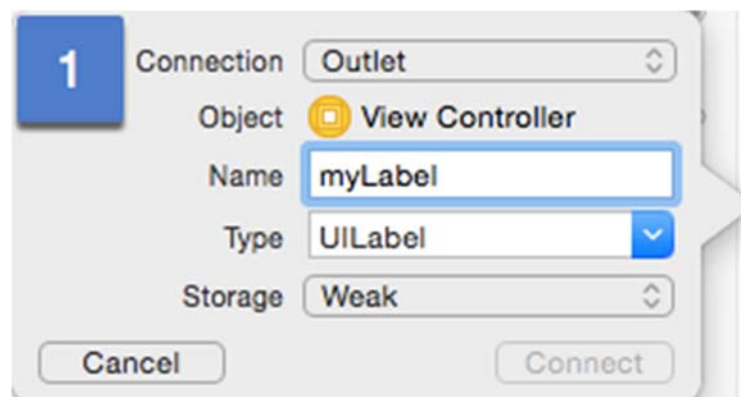 1
Connection Outlet
Object View Controller
Name myLabel
Type UILabel
Storage Weak
Cancel Connect